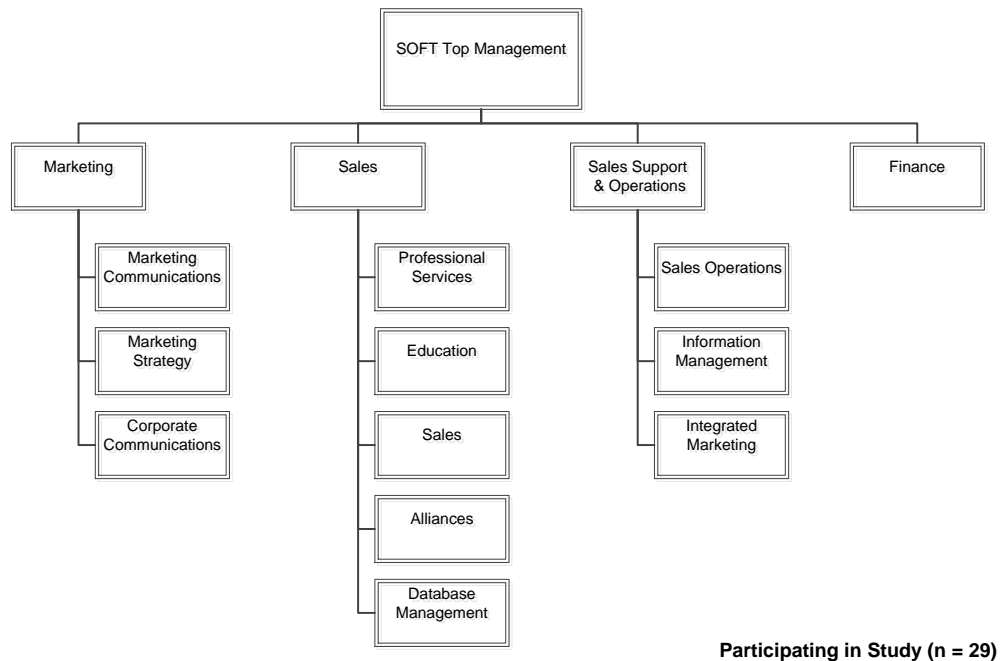 SOFT Top Management
Marketing
Sales
Sales Support
& Operations
Finance
Marketing
Communications
Marketing
Strategy
Corporate
Communications
Professional
Services
Education
Sales
Alliances
Database
Management
Sales Operations
Information
Management
Integrated
Marketing
Participating in Study (n = 29)